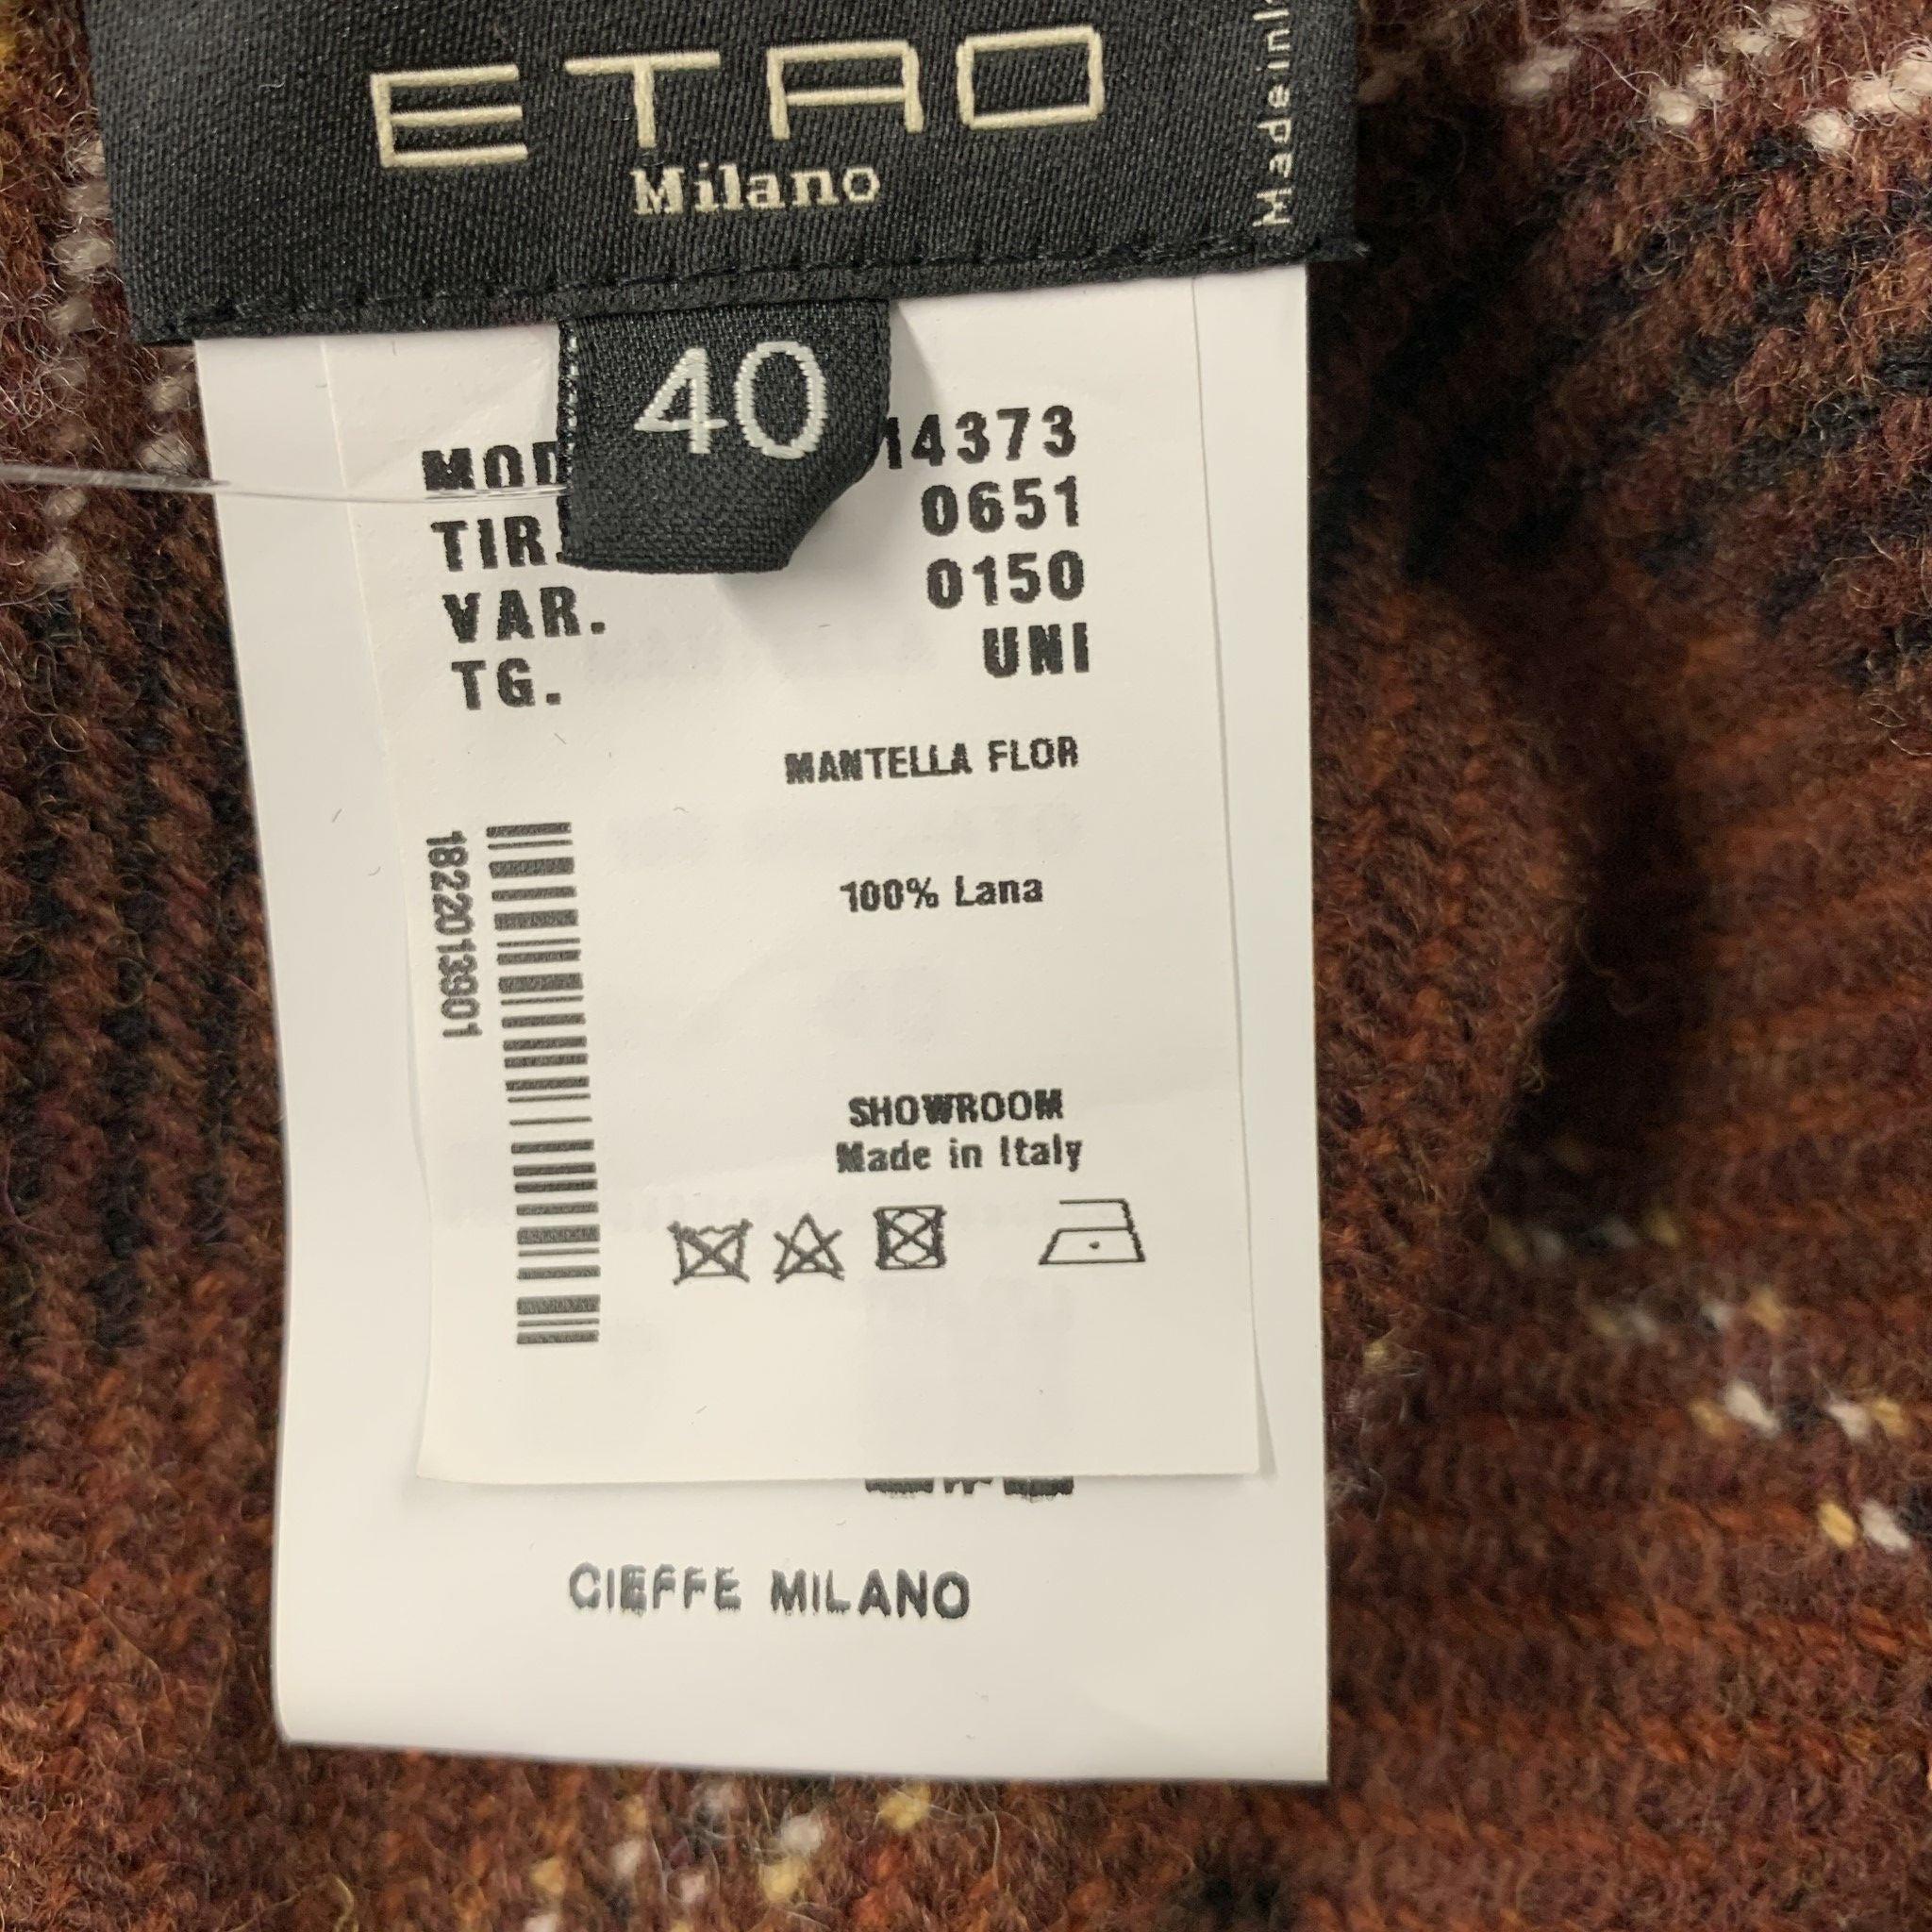 ETRO
Milano
Made in
40
MOD 14373
TIR. 0651
VAR. 0150
TG. UNI
MANTELLA FLOR
100% Lana
1822013901
SHOWROOM
Made in Italy
CIEFFE MILANO